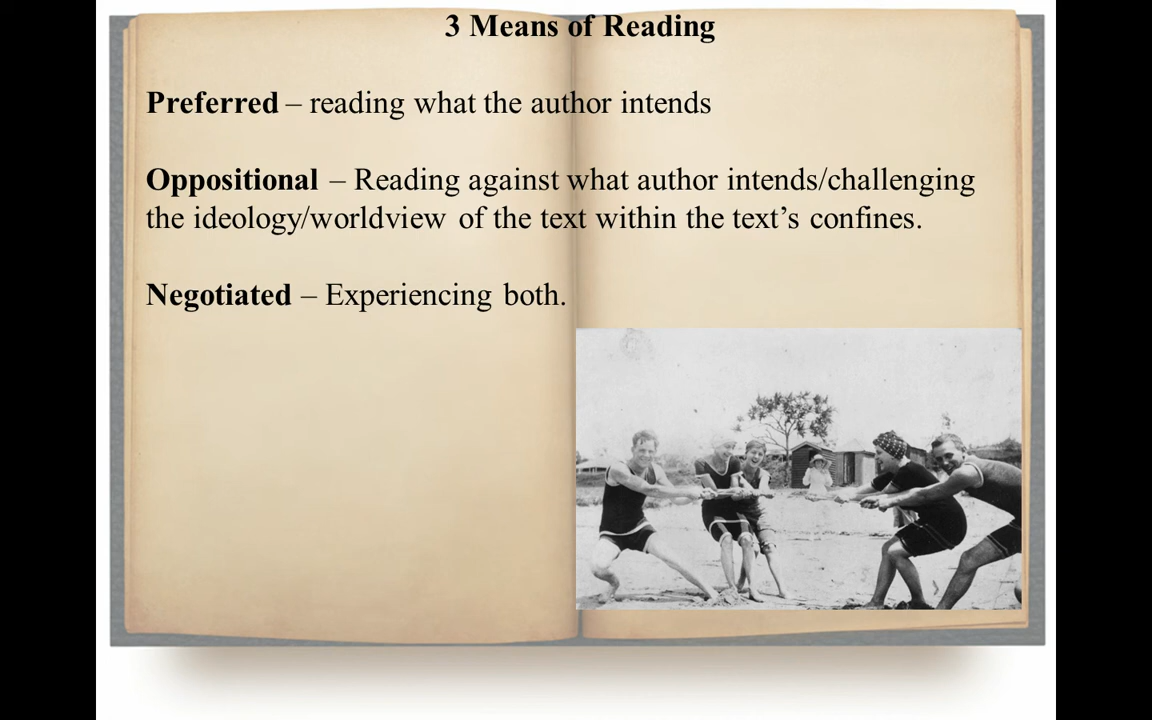 3 Means of Reading
Preferred – reading what the author intends
Oppositional – Reading against what author intends/challenging
the ideology/worldview of the text within the text’s confines.
Negotiated – Experiencing both.